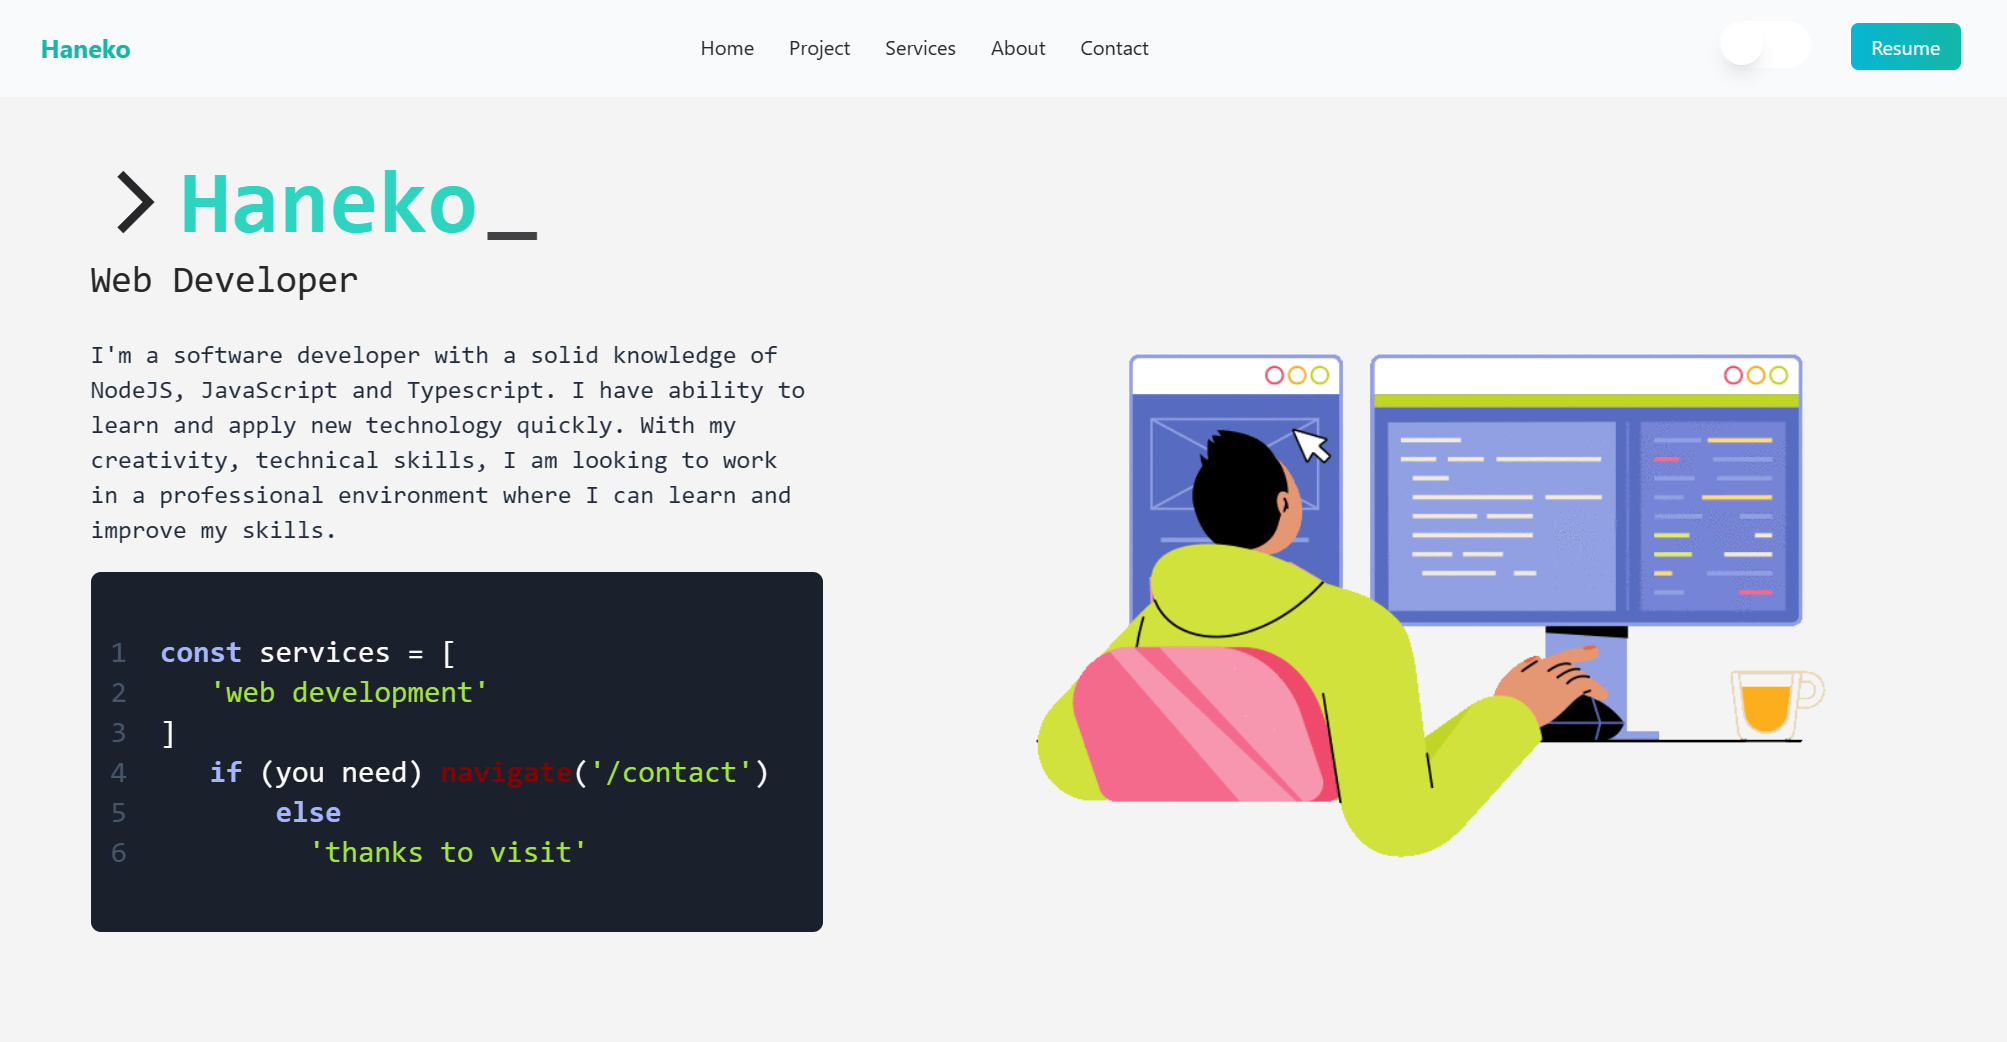 Haneko
Home Project Services About Contact
Resume
> Haneko_
Web Developer
I'm a software developer with a solid knowledge of
NodeJS, JavaScript and Typescript. I have ability to
learn and apply new technology quickly. With my
creativity, technical skills, I am looking to work
in a professional environment where I can learn and
improve my skills.
1 const services = [
2 'web development'
3 ]
4 if (you need) navigate('/contact')
5 else
6 'thanks to visit'